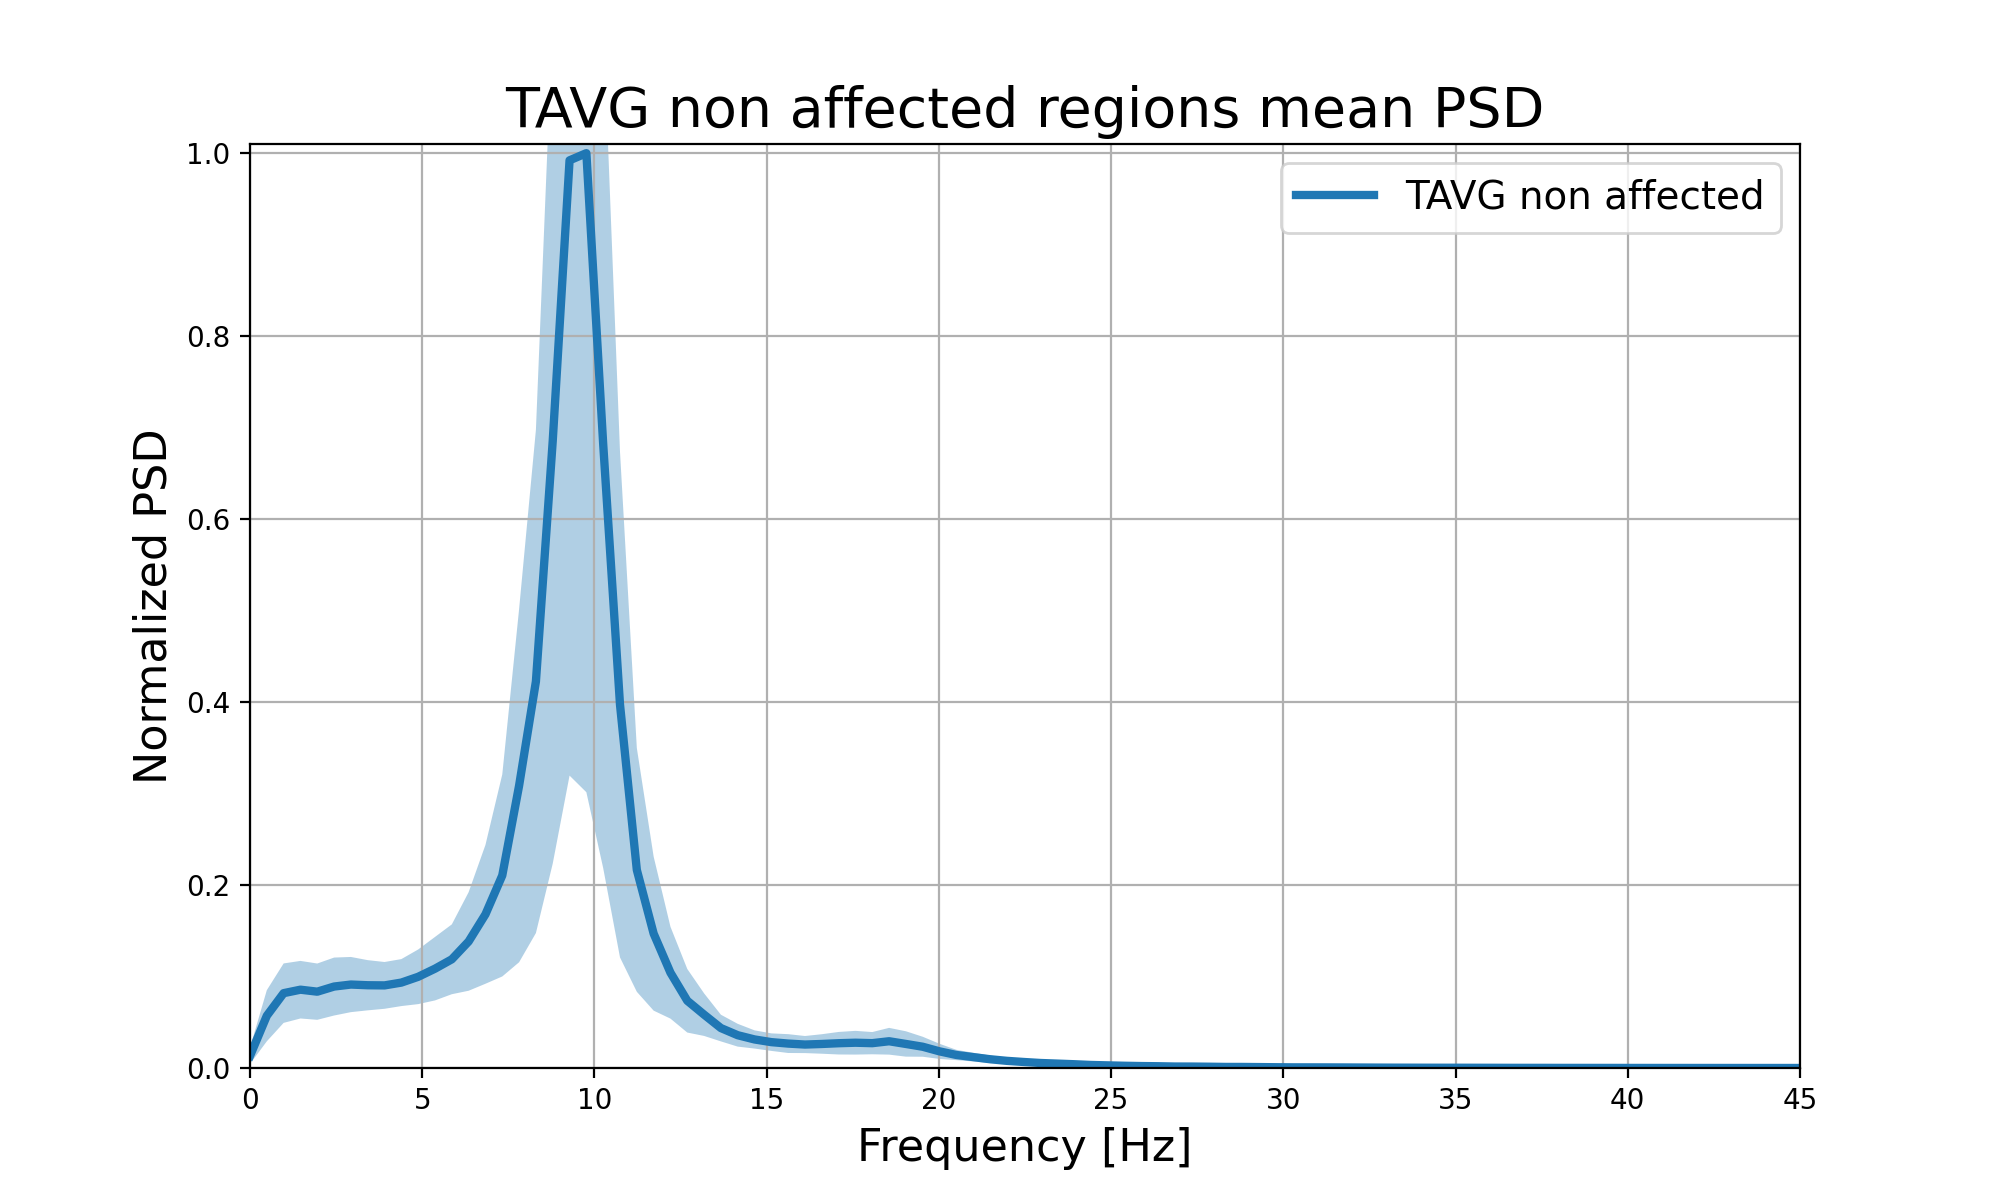 TAVG non affected regions mean PSD
TAVG non affected
Normalized PSD
1.0
0.8
0.6
0.4
0.2
0.0
0 5 10 15 20 25 30 35 40 45
Frequency [Hz]